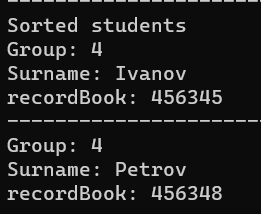 ----------------------
Sorted students
Group: 4
Surname: Ivanov
recordBook: 456345
----------------------
Group: 4
Surname: Petrov
recordBook: 456348